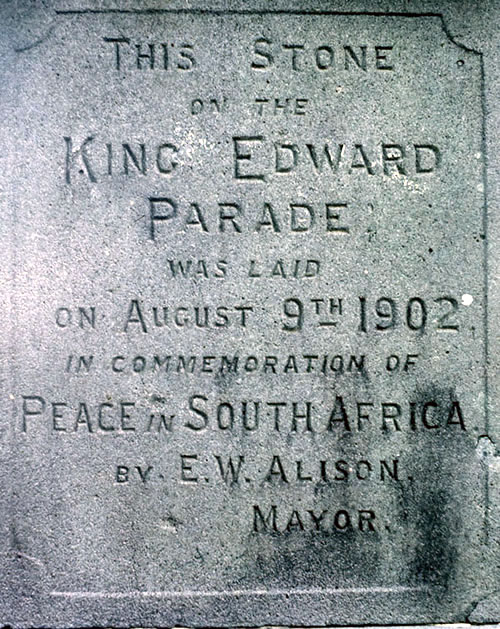 THIS STONE
ON THE
KING EDWARD
PARADE
WAS LAID
ON AUGUST 9TH 1902
IN COMMEMORATION OF
PEACE IN SOUTH AFRICA
BY E.W. ALISON.
MAYOR.